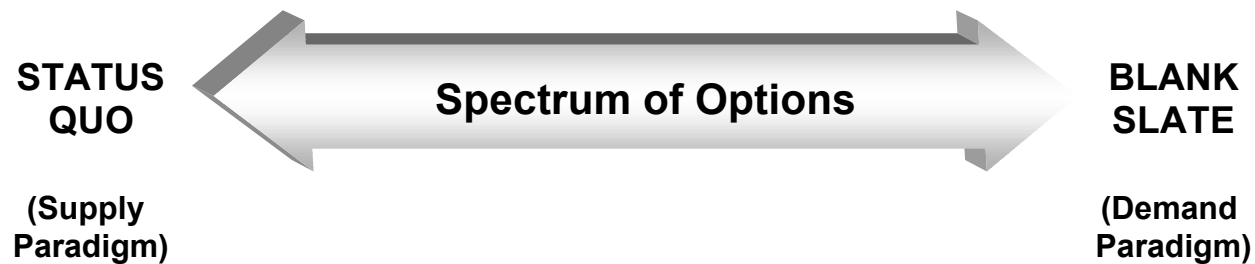 STATUS
QUO
(Supply
Paradigm)
Spectrum of Options
BLANK
SLATE
(Demand
Paradigm)